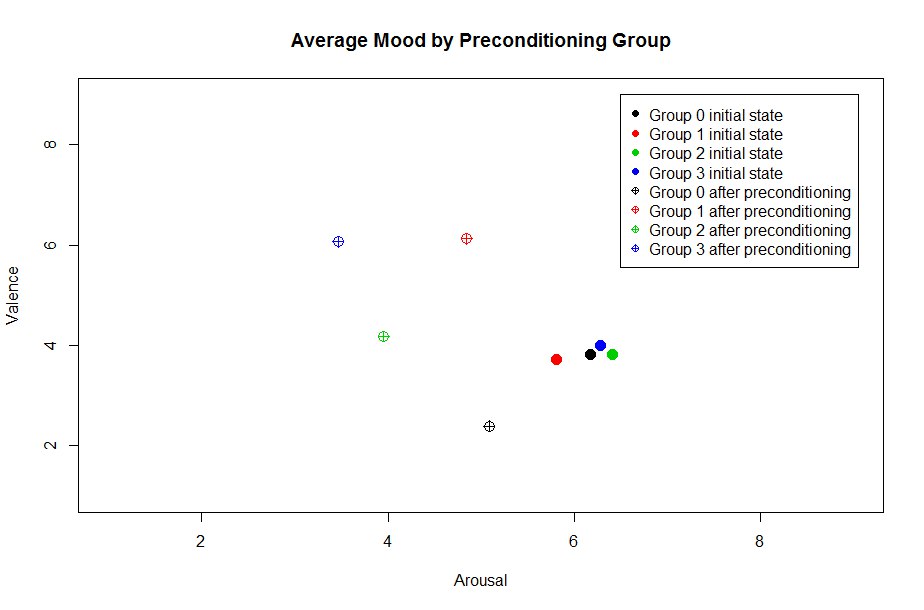 Average Mood by Preconditioning Group
Group 0 initial state
Group 1 initial state
Group 2 initial state
Group 3 initial state
Group 0 after preconditioning
Group 1 after preconditioning
Group 2 after preconditioning
Group 3 after preconditioning
Valence
8
6
4
2
2 4 6 8
Arousal